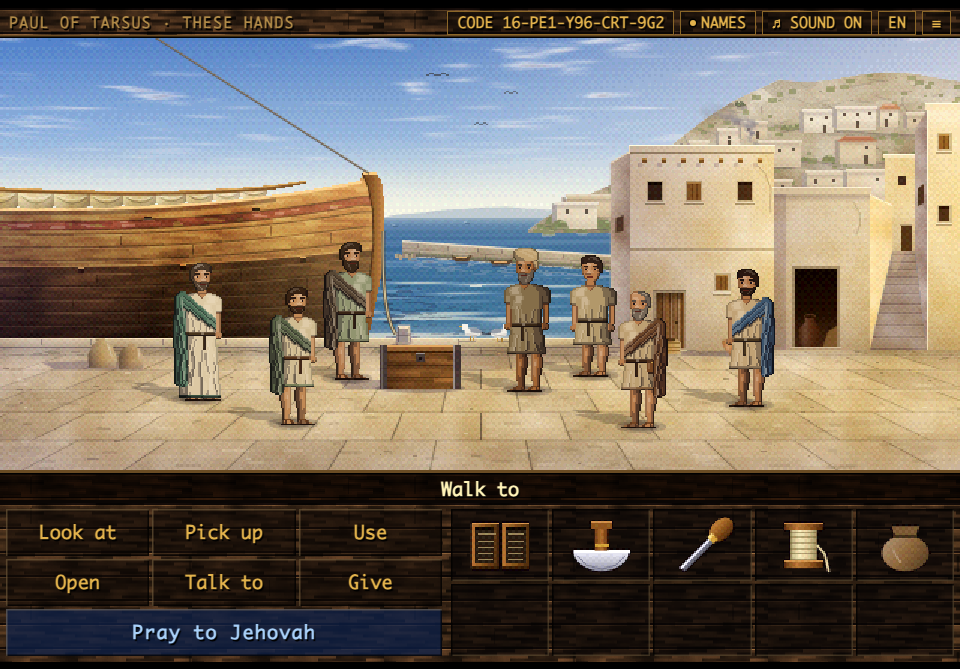 PAUL OF TARSUS · THESE HANDS
CODE 16-PE1-Y96-CRT-9G2
NAMES
SOUND ON
EN
Walk to
Look at
Pick up
Use
Open
Talk to
Give
Pray to Jehovah